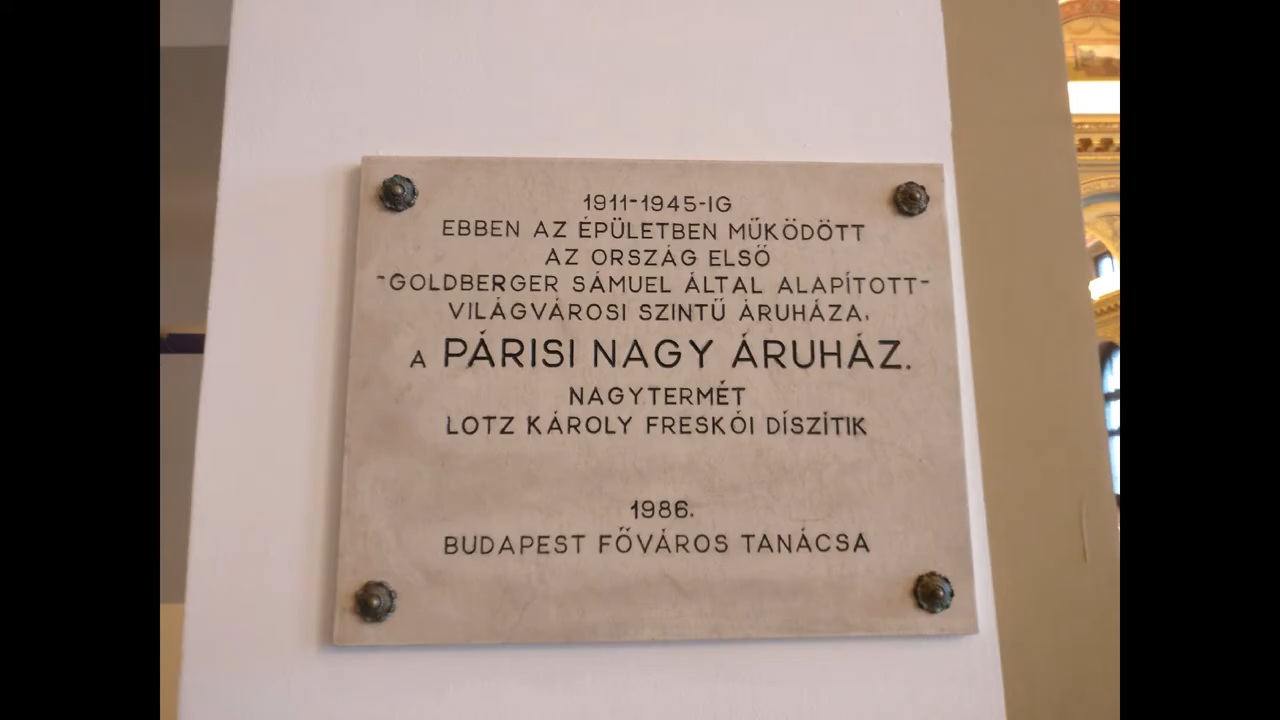 1911-1945-IG
EBBEN AZ ÉPÜLETBEN MŰKÖDÖTT
AZ ORSZÁG ELSŐ
-GOLDBERGER SÁMUEL ÁLTAL ALAPÍTOTT-
VILÁGVÁROSI SZINTŰ ÁRUHÁZA,
A PÁRISI NAGY ÁRUHÁZ.
NAGYTERMÉT
LOTZ KÁROLY FRESKÓI DÍSZÍTIK
1986.
BUDAPEST FŐVÁROS TANÁCSA